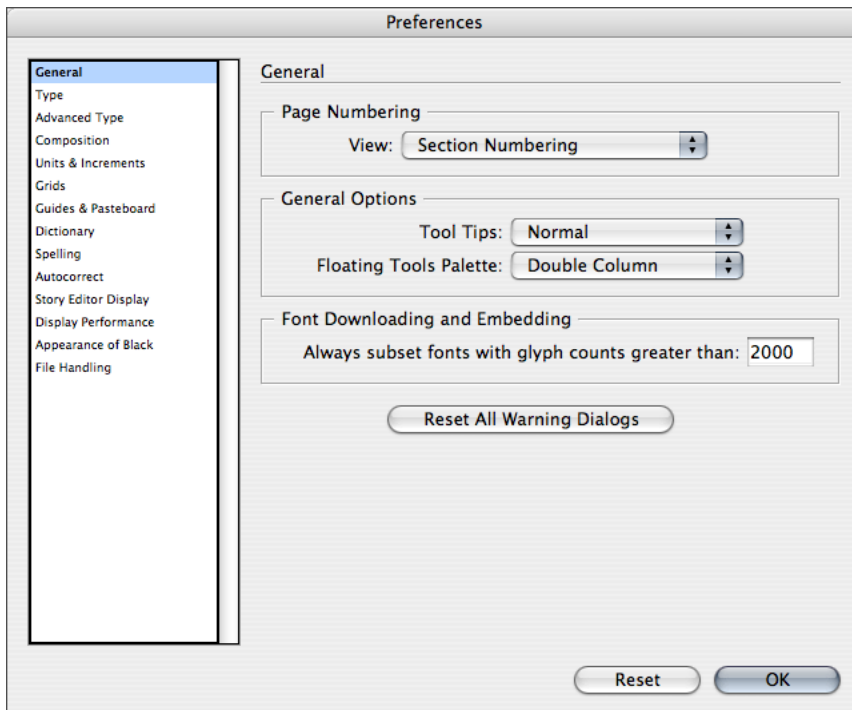 Preferences
General
Type
Advanced Type
Composition
Units & Increments
Grids
Guides & Pasteboard
Dictionary
Spelling
Autocorrect
Story Editor Display
Display Performance
Appearance of Black
File Handling
General
Page Numbering
View: Section Numbering
General Options
Tool Tips: Normal
Floating Tools Palette: Double Column
Font Downloading and Embedding
Always subset fonts with glyph counts greater than: 2000
Reset All Warning Dialogs
Reset OK